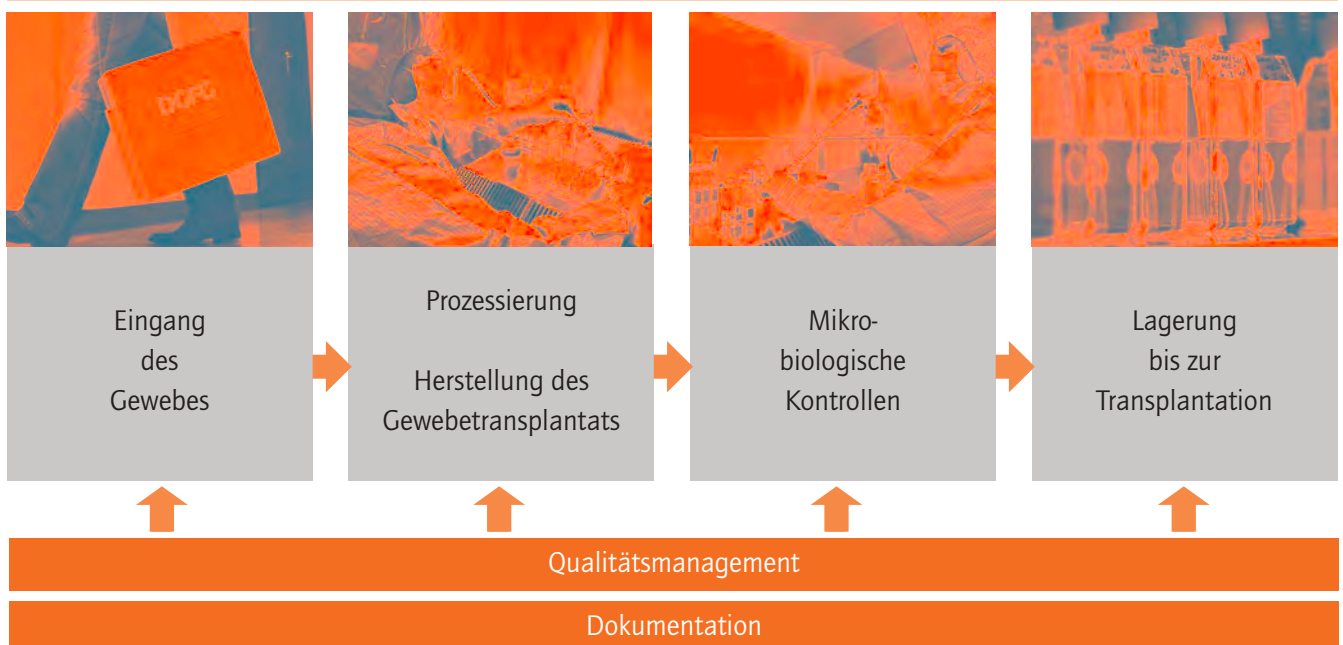 DGFG
Eingang
des
Gewebes
Prozessierung
Herstellung des
Gewebetransplantats
Mikro-
biologische
Kontrollen
Lagerung
bis zur
Transplantation
Qualitätsmanagement
Dokumentation